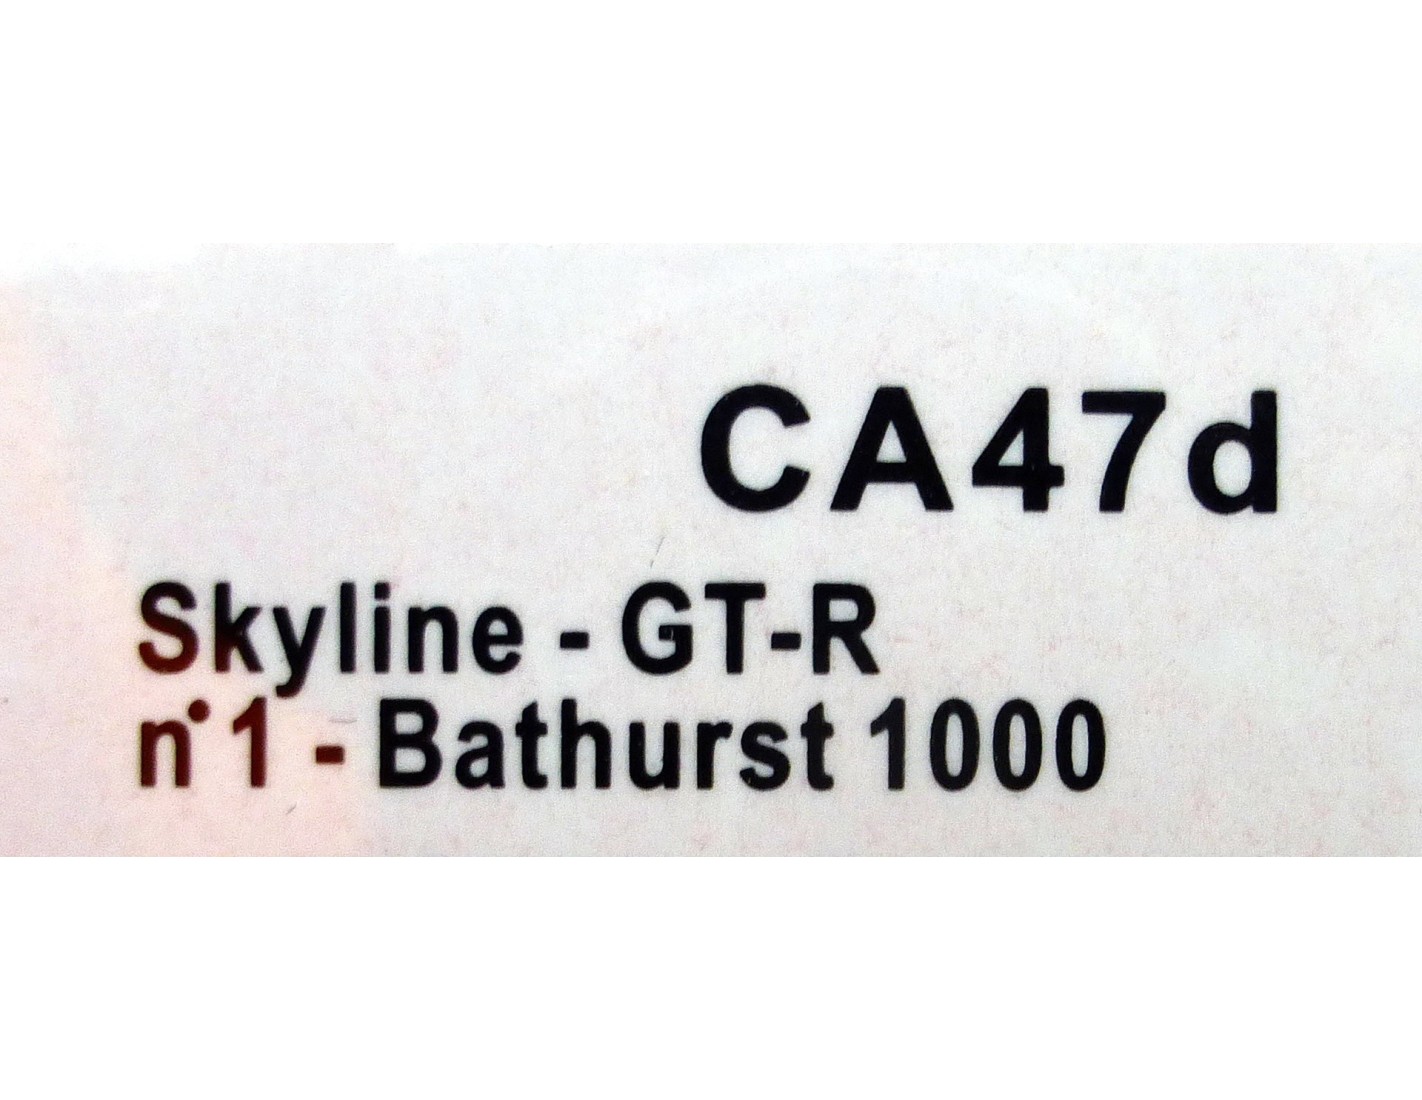 CA47d
Skyline - GT-R
n°1 - Bathurst 1000